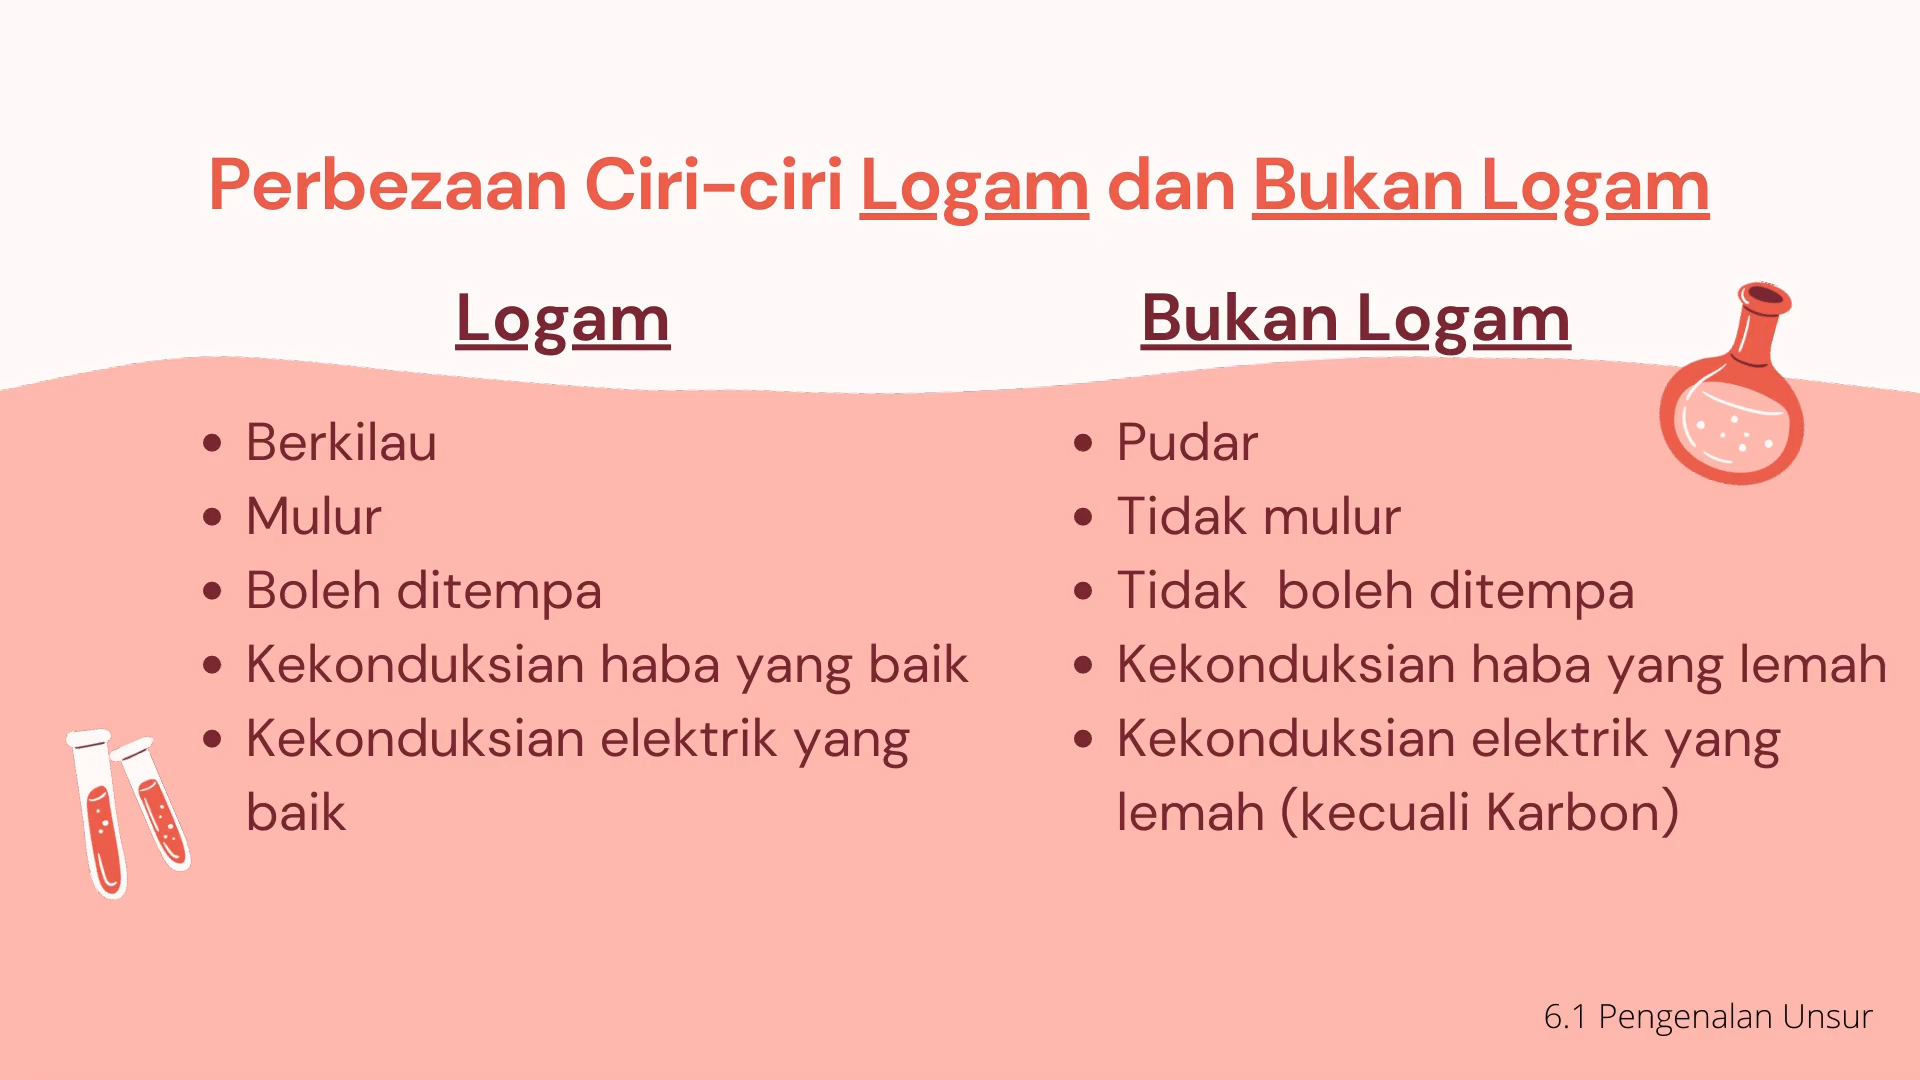 Perbezaan Ciri-ciri Logam dan Bukan Logam
Logam
Berkilau
Mulur
Boleh ditempa
Kekonduksian haba yang baik
Kekonduksian elektrik yang
baik
Bukan Logam
Pudar
Tidak mulur
Tidak  boleh ditempa
Kekonduksian haba yang lemah
Kekonduksian elektrik yang
lemah (kecuali Karbon)
6.1 Pengenalan Unsur